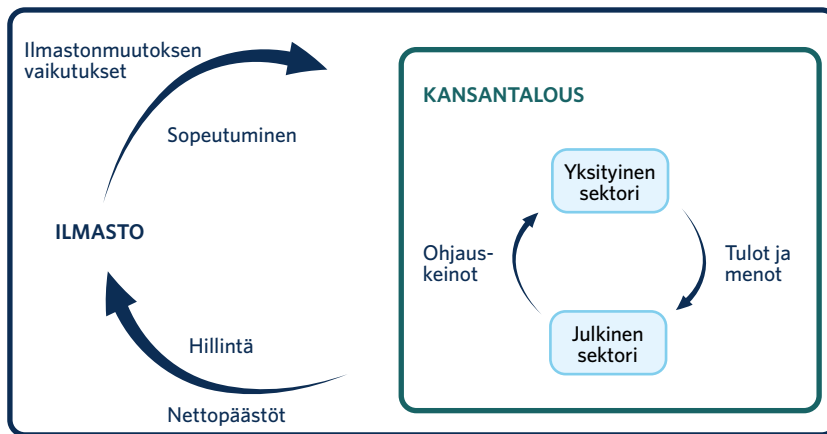 Ilmastonmuutoksen
vaikutukset
Sopeutuminen
ILMASTO
Hillintä
Nettopäästöt
KANSANTALOUS
Yksityinen
sektori
Ohjaus-
keinot
Tulot ja
menot
Julkinen
sektori